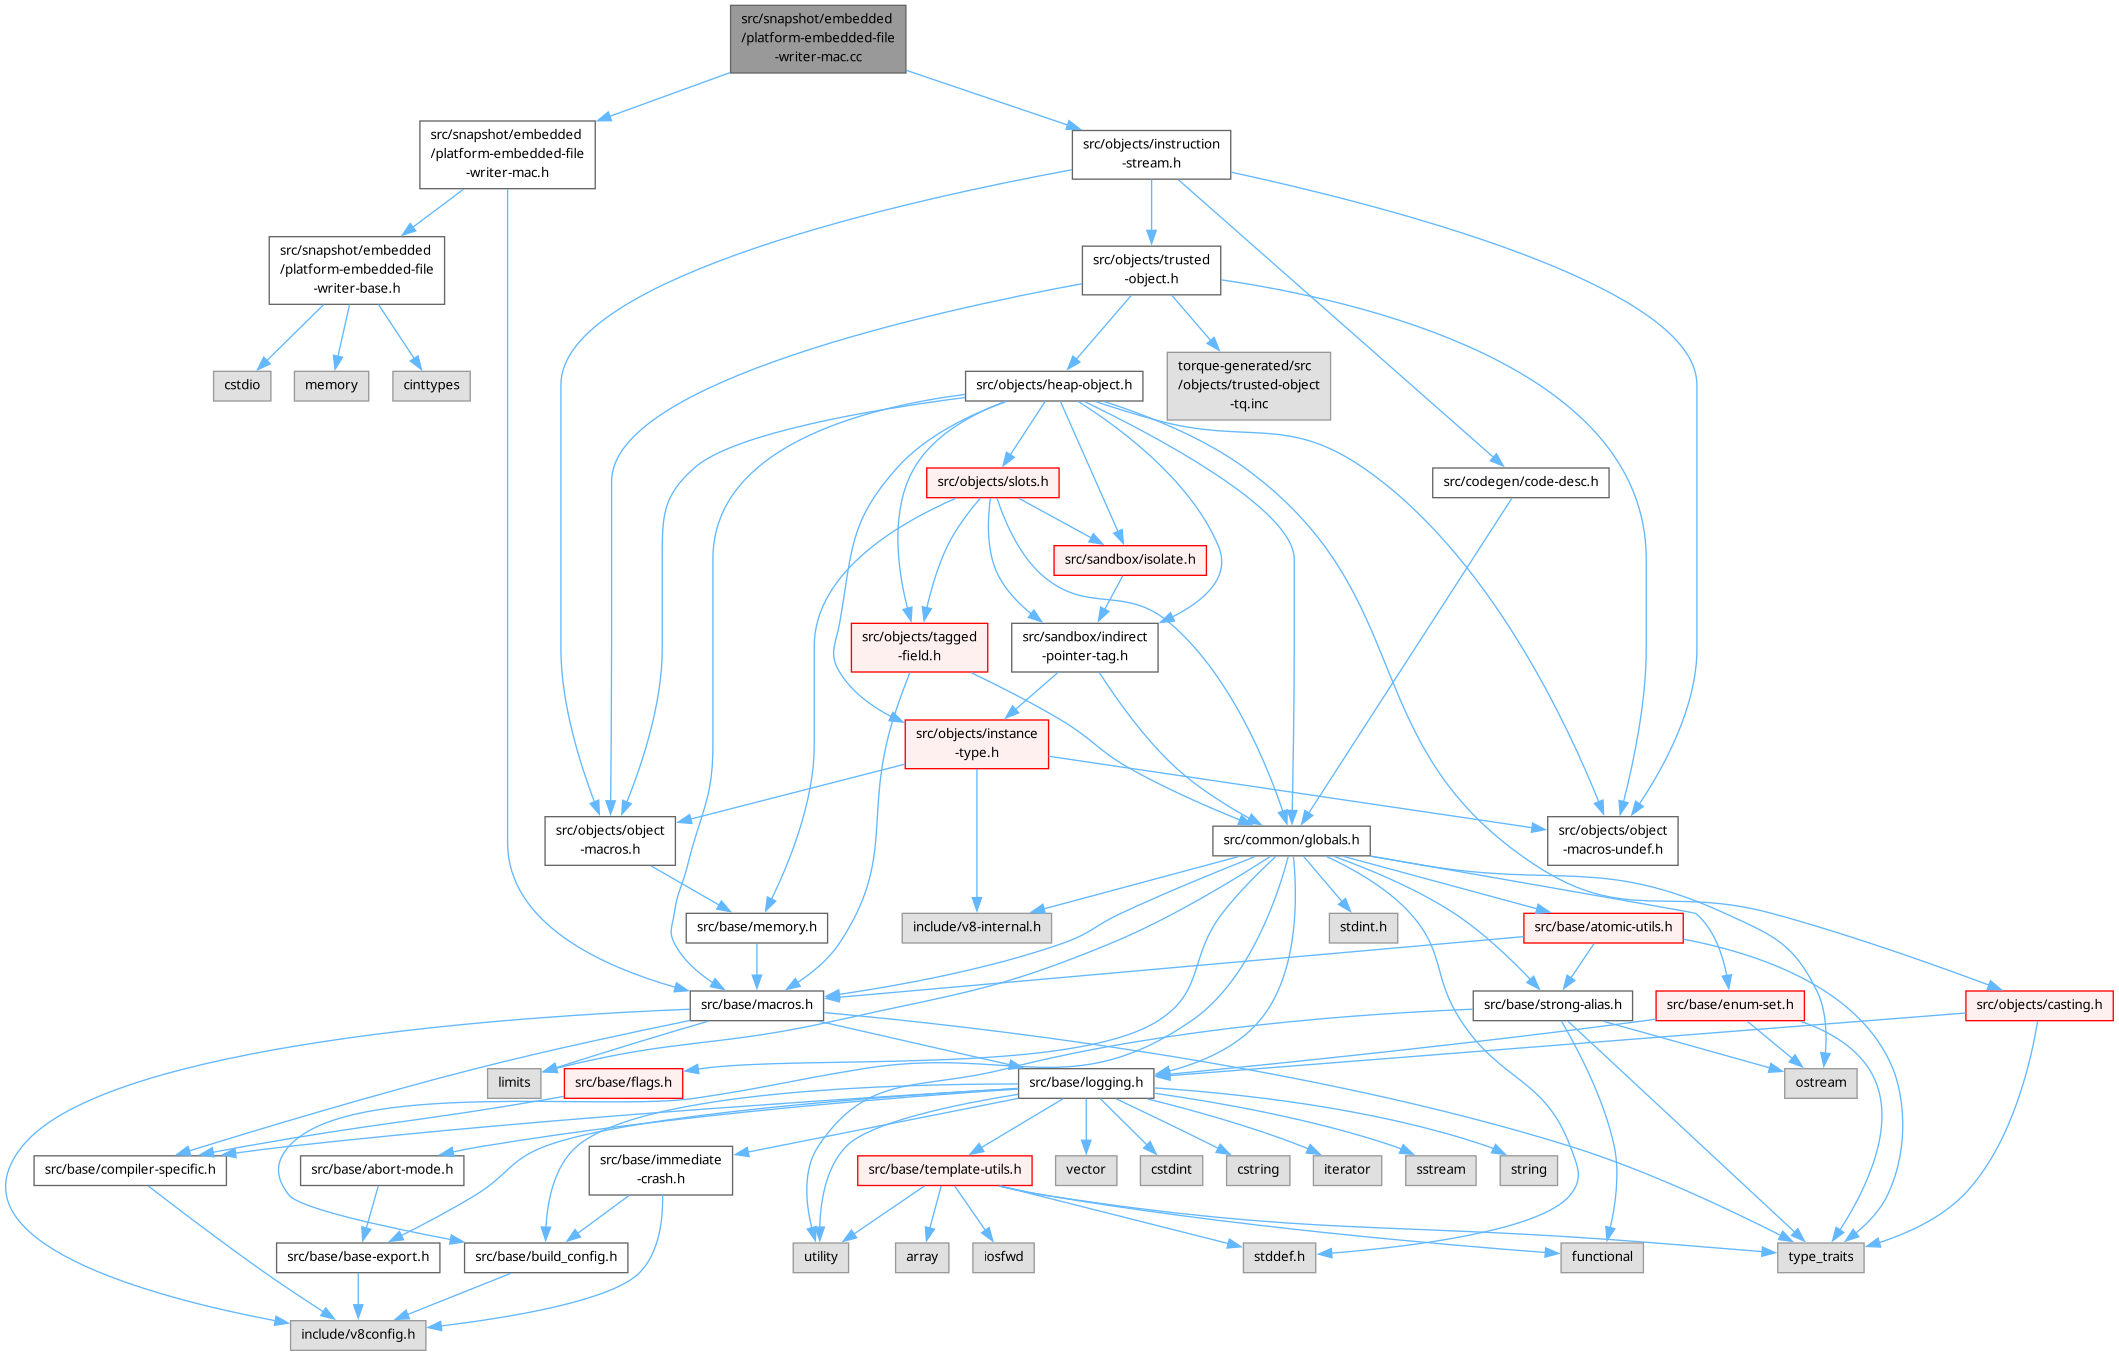 src/snapshot/embedded
/platform-embedded-file
-writer-mac.cc
src/snapshot/embedded
/platform-embedded-file
-writer-mac.h
src/objects/instruction
-stream.h
src/snapshot/embedded
/platform-embedded-file
-writer-base.h
src/objects/trusted
-object.h
cstdio
memory
cinttypes
src/objects/heap-object.h
torque-generated/src
/objects/trusted-object
-tq.inc
src/objects/slots.h
src/codegen/code-desc.h
src/sandbox/isolate.h
src/objects/tagged
-field.h
src/sandbox/indirect
-pointer-tag.h
src/objects/instance
-type.h
src/objects/object
-macros.h
src/common/globals.h
src/objects/object
-macros-undef.h
src/base/memory.h
include/v8-internal.h
stdint.h
src/base/atomic-utils.h
src/base/macros.h
src/base/strong-alias.h
src/base/enum-set.h
src/objects/casting.h
limits
src/base/flags.h
src/base/logging.h
ostream
src/base/compiler-specific.h
src/base/abort-mode.h
src/base/immediate
-crash.h
src/base/template-utils.h
vector
cstdint
cstring
iterator
sstream
string
src/base/base-export.h
src/base/build_config.h
utility
array
iosfwd
stddef.h
functional
type_traits
include/v8config.h